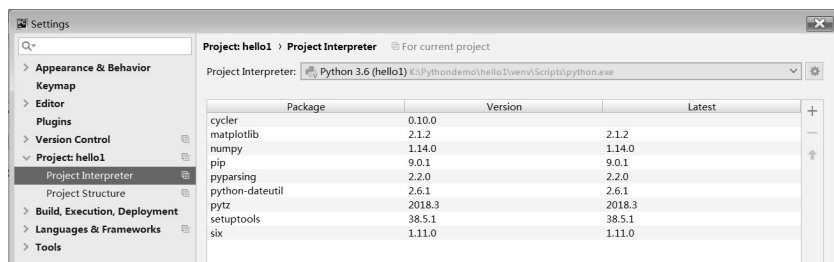 Settings
Project: hello1 › Project Interpreter For current project
Appearance & Behavior
Keymap
Editor
Plugins
Version Control
Project: hello1
Project Interpreter
Project Structure
Build, Execution, Deployment
Languages & Frameworks
Tools
Project Interpreter: Python 3.6 (hello1) K:\Pythondemo\hello1\venv\Scripts\python.exe
Package Version Latest
cycler 0.10.0
matplotlib 2.1.2 2.1.2
numpy 1.14.0 1.14.0
pip 9.0.1 9.0.1
pyparsing 2.2.0 2.2.0
python-dateutil 2.6.1 2.6.1
pytz 2018.3 2018.3
setuptools 38.5.1 38.5.1
six 1.11.0 1.11.0